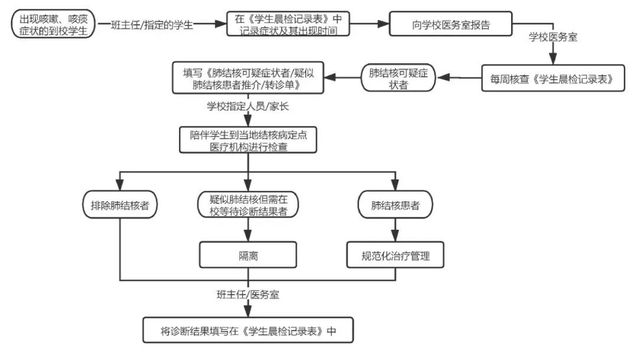 出现咳嗽、咳痰
症状的到校学生
班主任/指定的学生
在《学生晨检记录表》中
记录症状及其出现时间
向学校医务室报告
学校医务室
每周核查《学生晨检记录表》
肺结核可疑症
状者
填写《肺结核可疑症状者/疑似
肺结核患者推介/转诊单》
学校指定人员/家长
陪伴学生到当地结核病定点
医疗机构进行检查
排除肺结核者
疑似肺结核但需在
校等待诊断结果者
肺结核患者
隔离
规范化治疗管理
班主任/医务室
将诊断结果填写在《学生晨检记录表》中